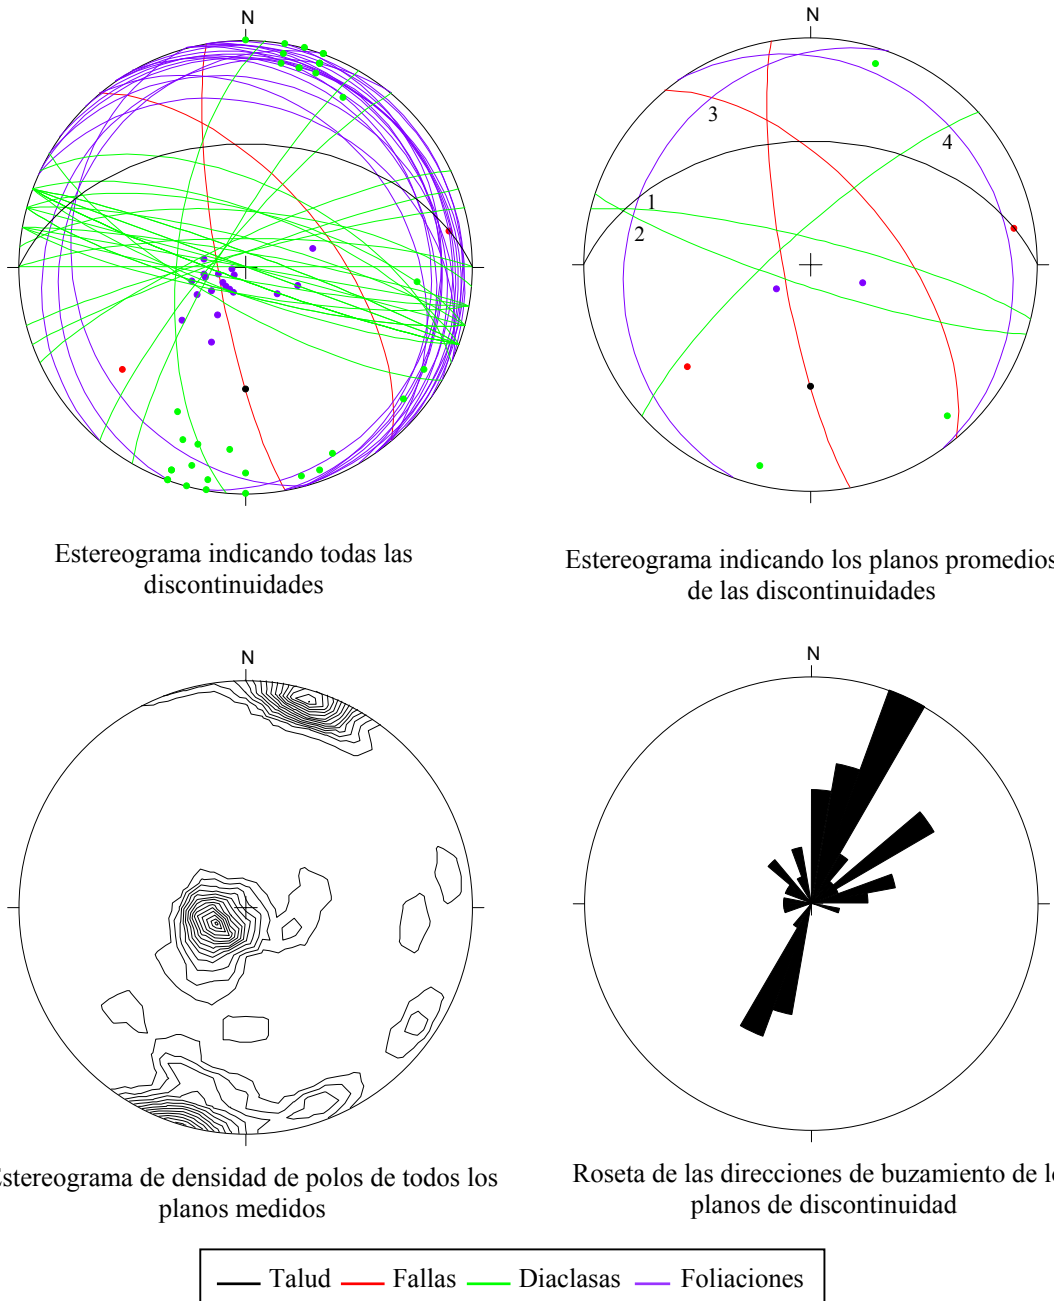 N
N
3
4
1
2
Estereograma indicando todas las
discontinuidades
Estereograma indicando los planos promedios
de las discontinuidades
N
N
Estereograma de densidad de polos de todos los
planos medidos
Roseta de las direcciones de buzamiento de
planos de discontinuidad
Talud Fallas Diaclasas Foliaciones